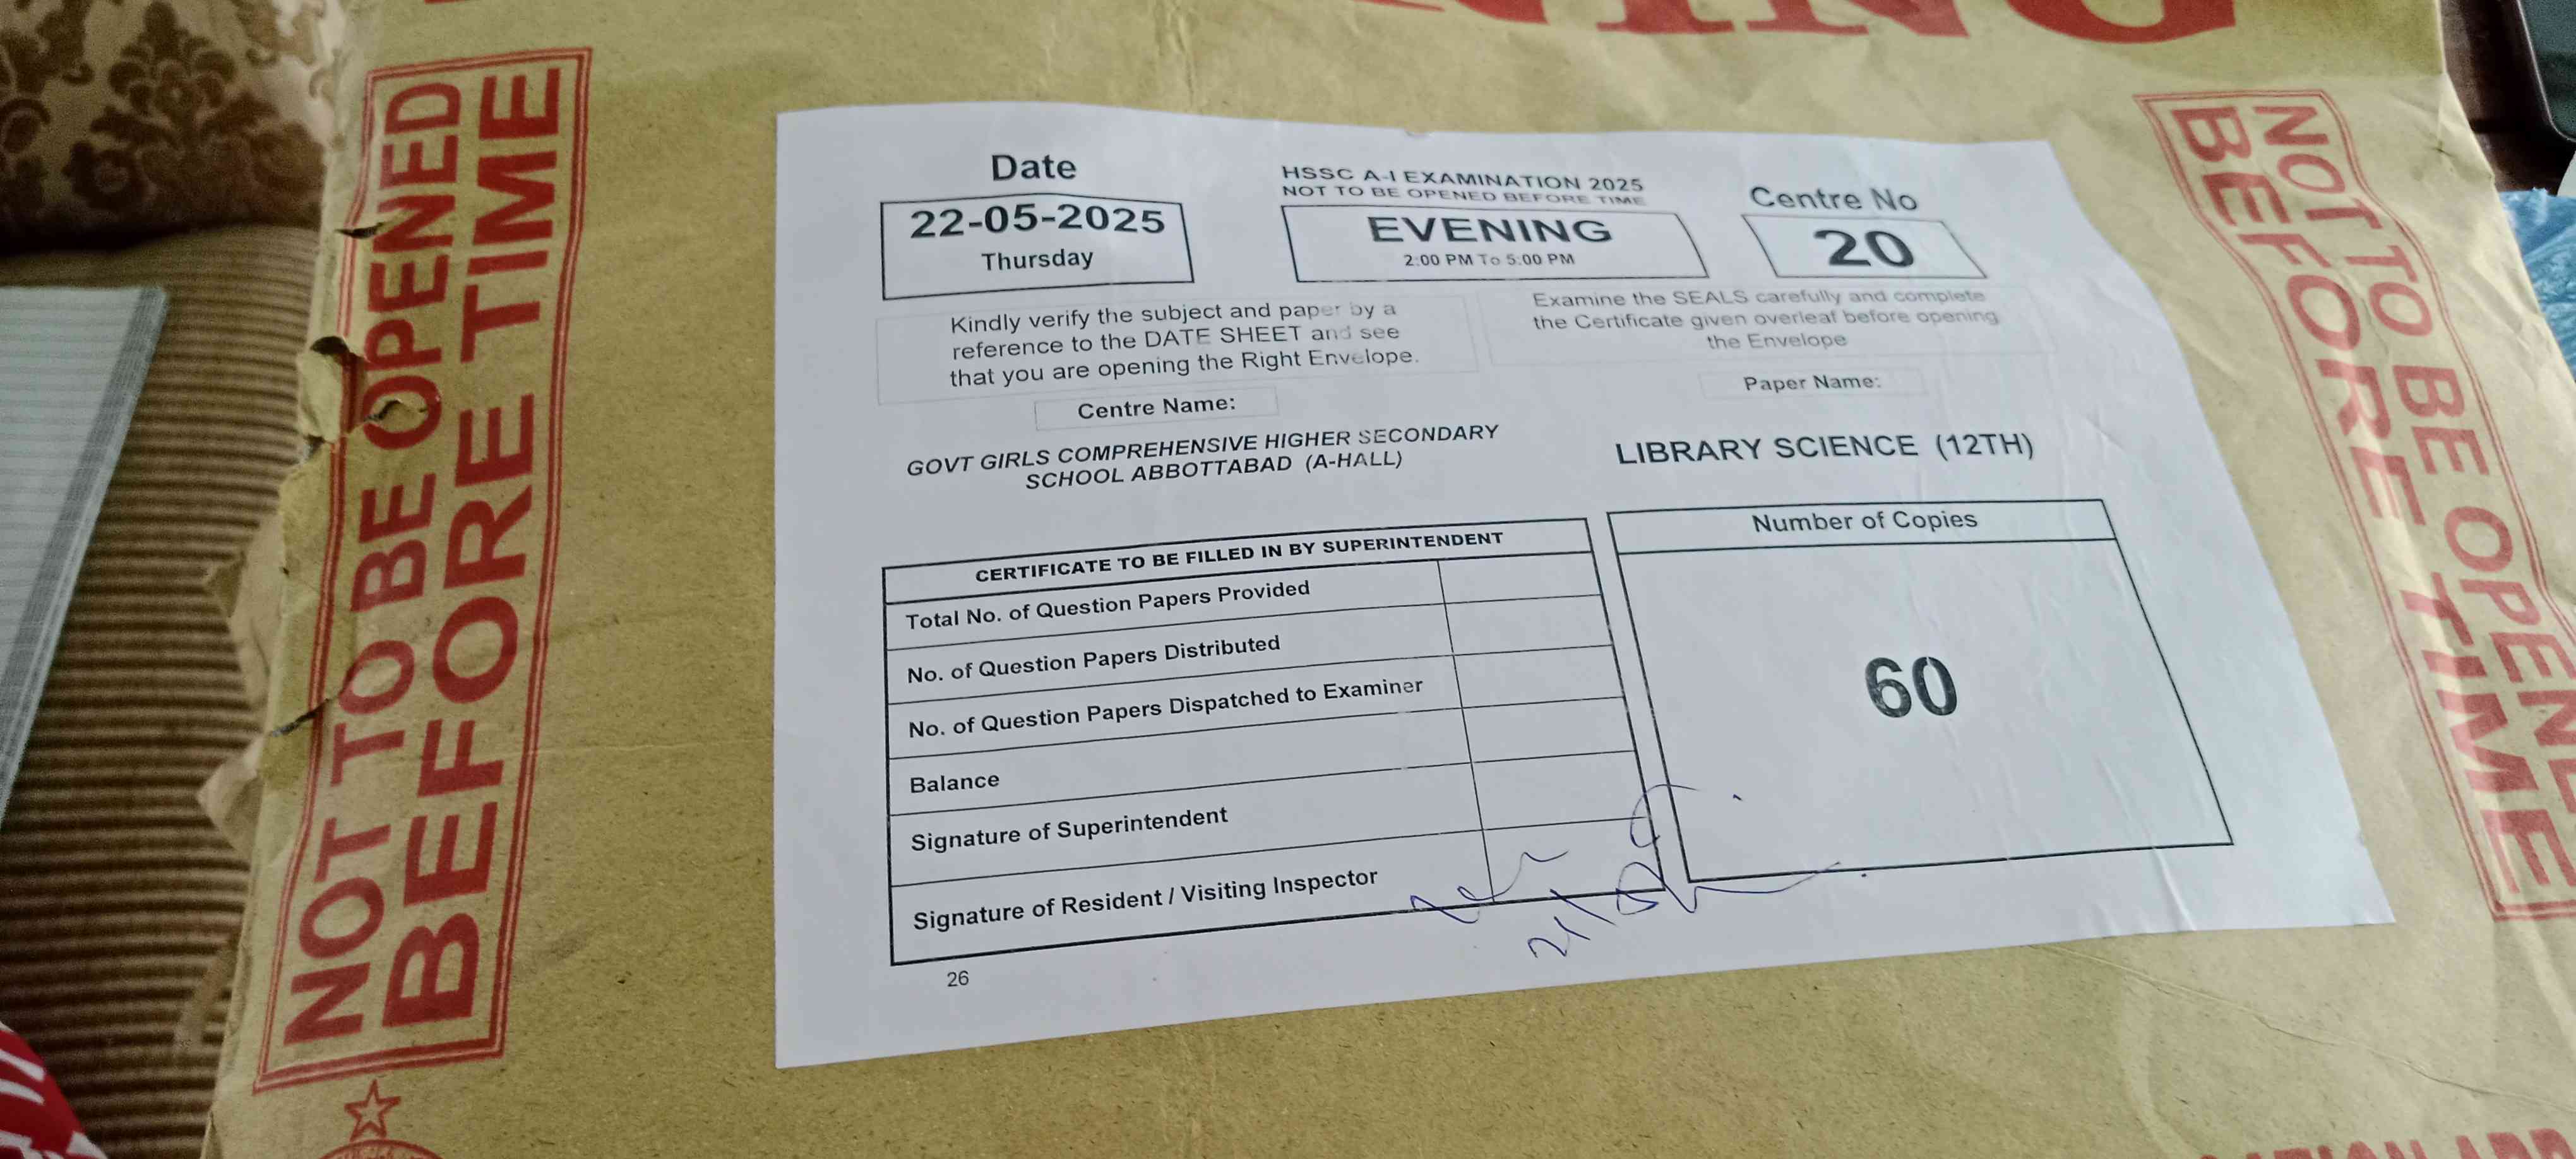 NOT TO BE OPENED
BEFORE TIME
Date
22-05-2025
Thursday
HSSC A-I EXAMINATION 2025
NOT TO BE OPENED BEFORE TIME
EVENING
2:00 PM To 5:00 PM
Centre No
20
Kindly verify the subject and paper by a
reference to the DATE SHEET and see
that you are opening the Right Envelope.
Examine the SEALS carefully and complete
the Certificate given overleaf before opening
the Envelope
Centre Name:
GOVT GIRLS COMPREHENSIVE HIGHER SECONDARY
SCHOOL ABBOTTABAD (A-HALL)
Paper Name:
LIBRARY SCIENCE (12TH)
CERTIFICATE TO BE FILLED IN BY SUPERINTENDENT
Total No. of Question Papers Provided
No. of Question Papers Distributed
No. of Question Papers Dispatched to Examiner
Balance
Signature of Superintendent
Signature of Resident / Visiting Inspector
Number of Copies
60
26
NOT TO BE OPENED
BEFORE TIME